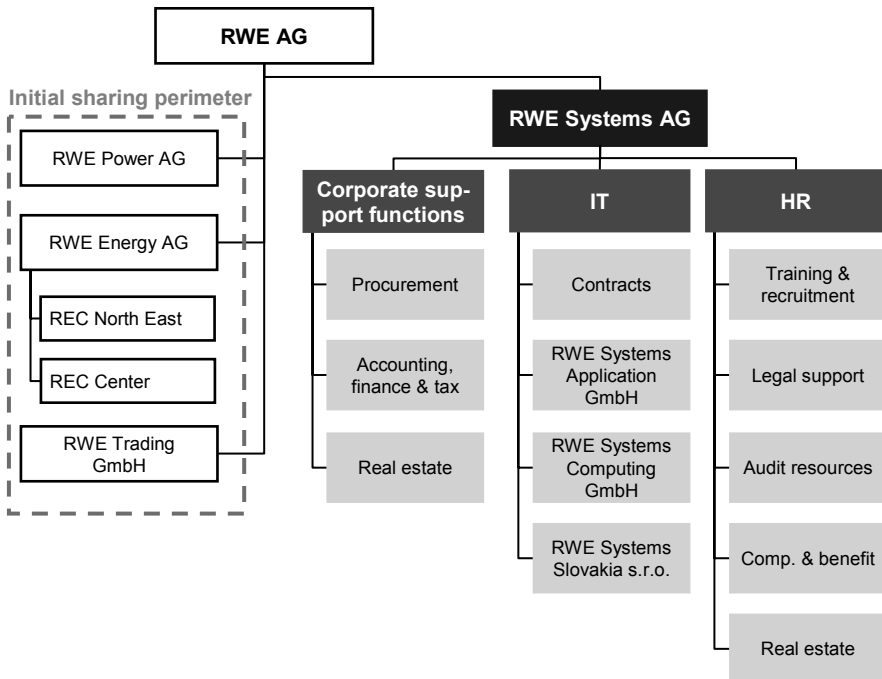 RWE AG
Initial sharing perimeter
RWE Power AG
RWE Energy AG
REC North East
REC Center
RWE Trading
GmbH
RWE Systems AG
Corporate sup-
port functions
Procurement
Accounting,
finance & tax
Real estate
IT
Contracts
RWE Systems
Application
GmbH
RWE Systems
Computing
GmbH
RWE Systems
Slovakia s.r.o.
HR
Training &
recruitment
Legal support
Audit resources
Comp. & benefit
Real estate